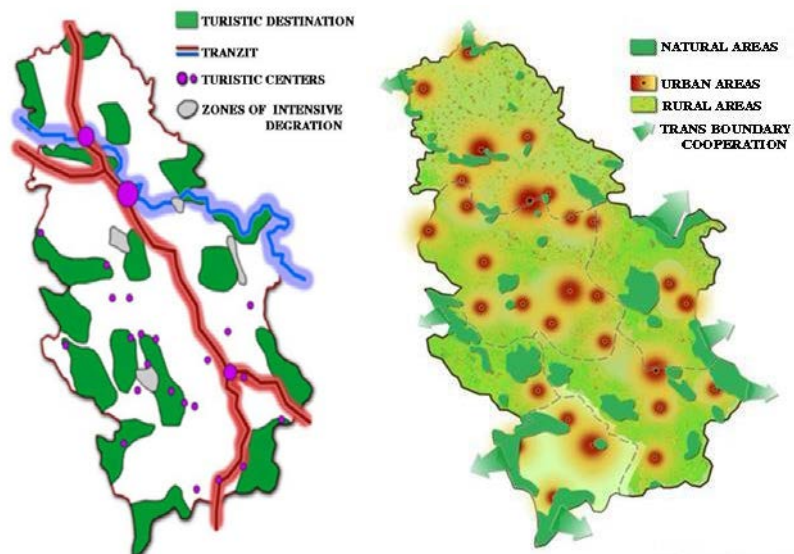 TURISTIC DESTINATION
TRANZIT
TURISTIC CENTERS
ZONES OF INTENSIVE
DEGRATION
NATURAL AREAS
URBAN AREAS
RURAL AREAS
TRANS BOUNDARY
COOPERATION